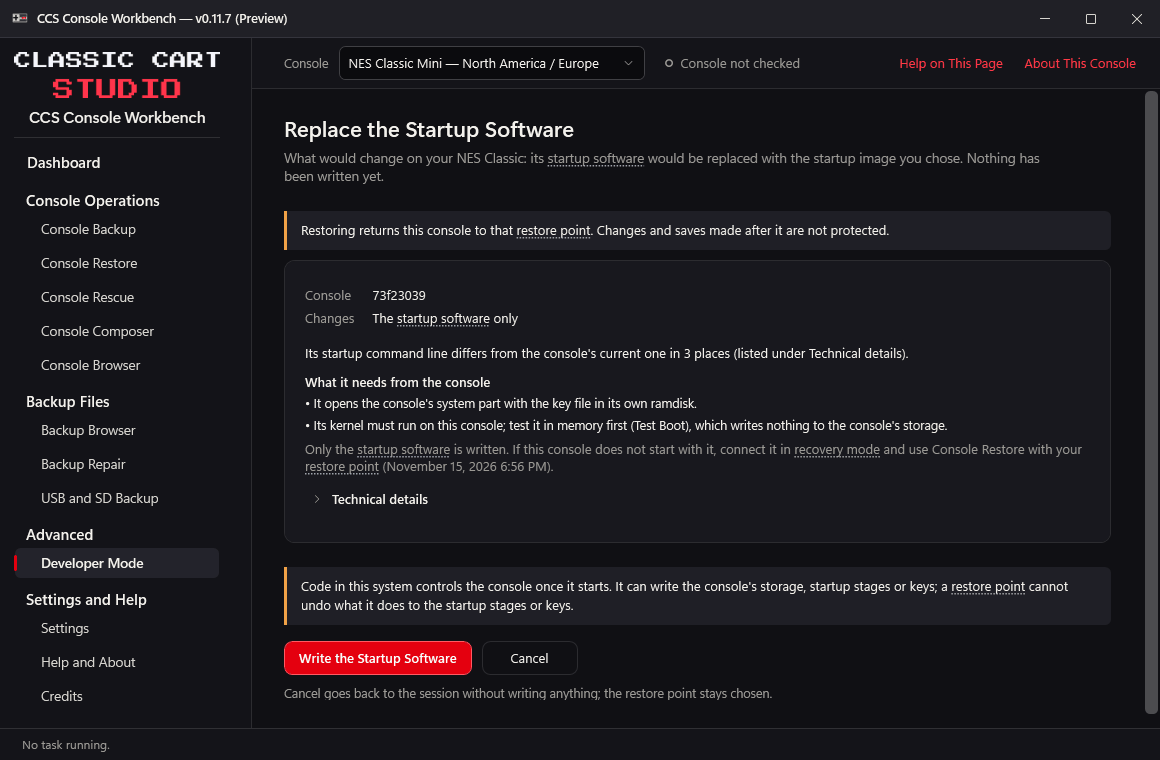 CCS Console Workbench — v0.11.7 (Preview)
CLASSIC CART
STUDIO
CCS Console Workbench
Dashboard
Console Operations
Console Backup
Console Restore
Console Rescue
Console Composer
Console Browser
Backup Files
Backup Browser
Backup Repair
USB and SD Backup
Advanced
Developer Mode
Settings and Help
Settings
Help and About
Credits
Console
NES Classic Mini — North America / Europe
Console not checked
Help on This Page
About This Console
Replace the Startup Software
What would change on your NES Classic: its startup software would be replaced with the startup image you chose. Nothing has
been written yet.
Restoring returns this console to that restore point. Changes and saves made after it are not protected.
Console 73f23039
Changes The startup software only
Its startup command line differs from the console's current one in 3 places (listed under Technical details).
What it needs from the console
• It opens the console's system part with the key file in its own ramdisk.
• Its kernel must run on this console; test it in memory first (Test Boot), which writes nothing to the console's storage.
Only the startup software is written. If this console does not start with it, connect it in recovery mode and use Console Restore with your
restore point (November 15, 2026 6:56 PM).
Technical details
Code in this system controls the console once it starts. It can write the console's storage, startup stages or keys; a restore point cannot
undo what it does to the startup stages or keys.
Write the Startup Software
Cancel
Cancel goes back to the session without writing anything; the restore point stays chosen.
No task running.